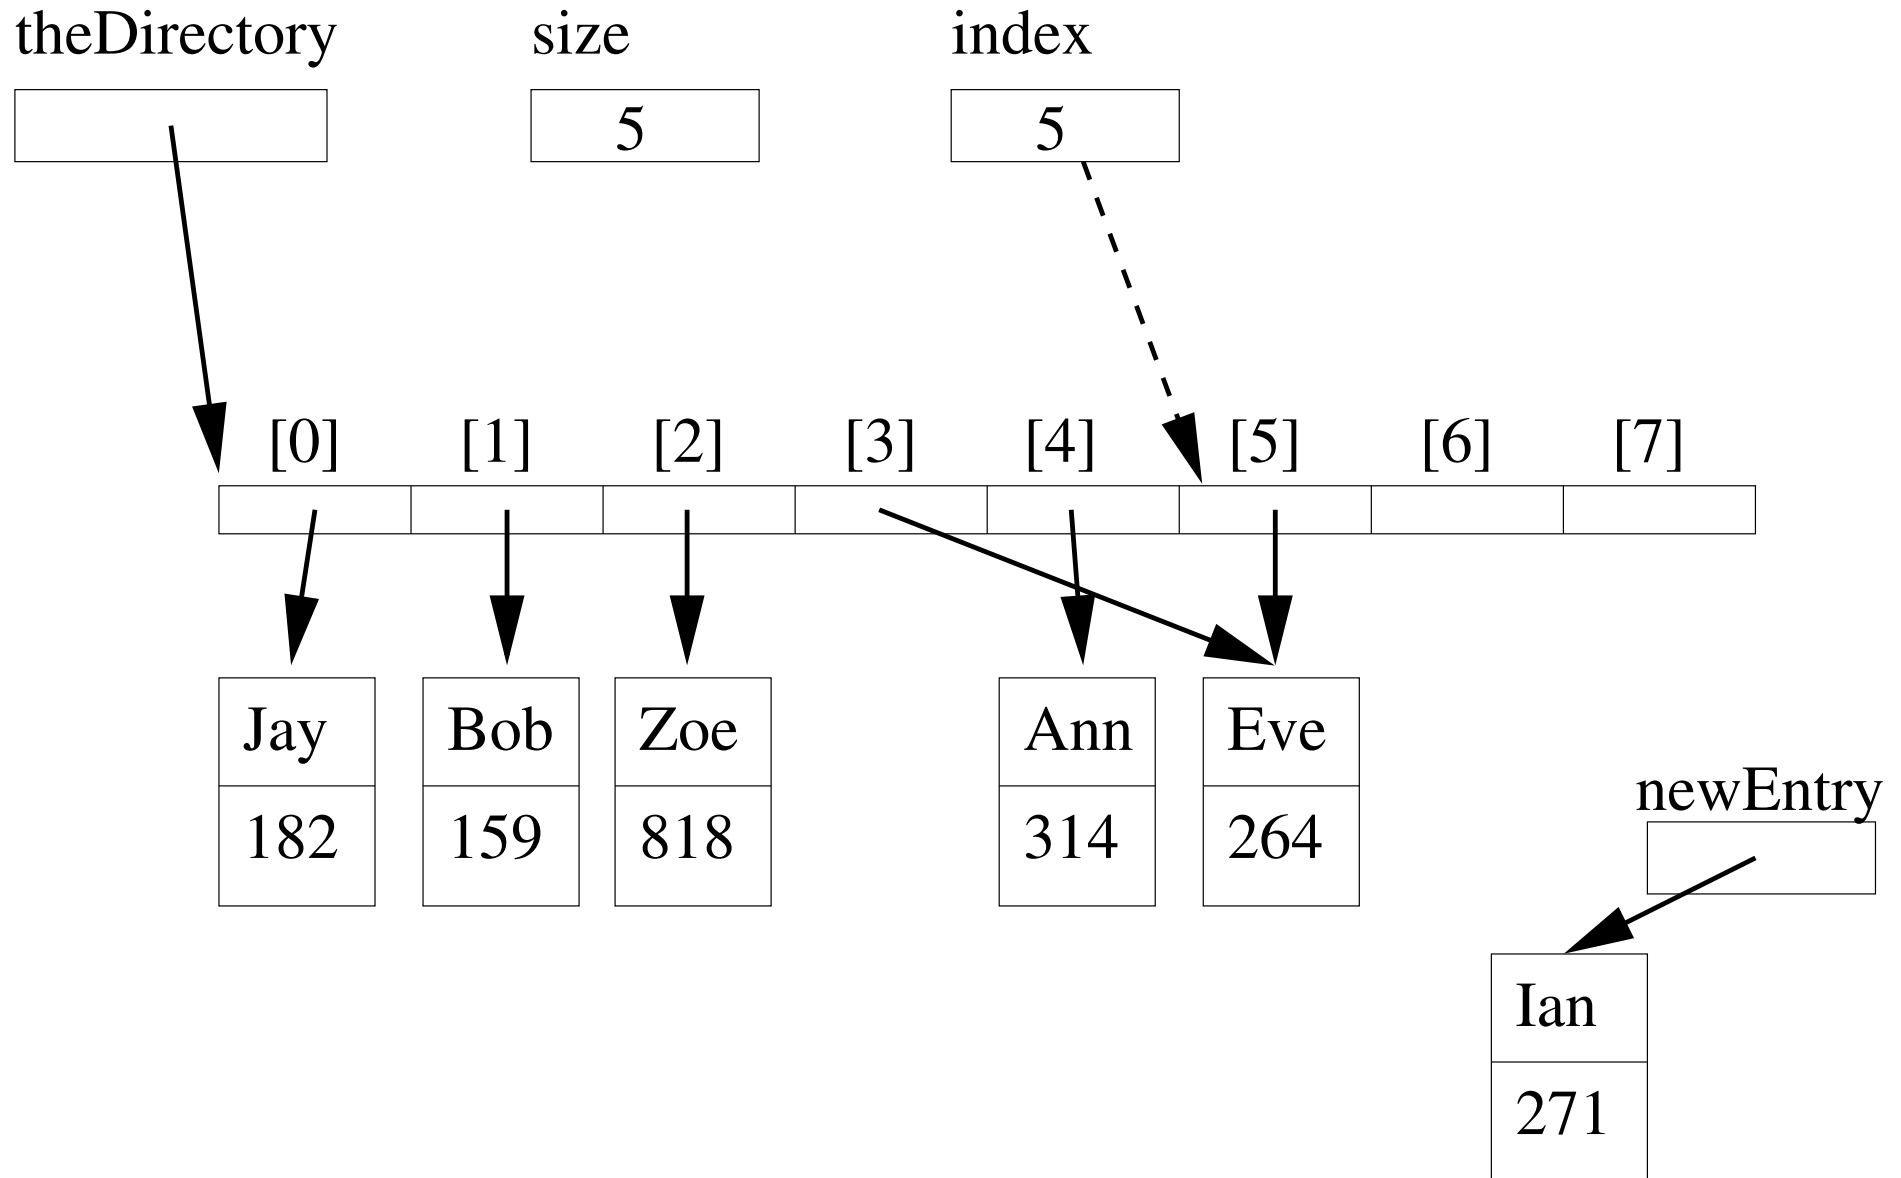 theDirectory size index
5 5
[0] [1] [2] [3] [4] [5] [6] [7]
Jay Bob Zoe Ann Eve
182 159 818 314 264
newEntry
Ian
271